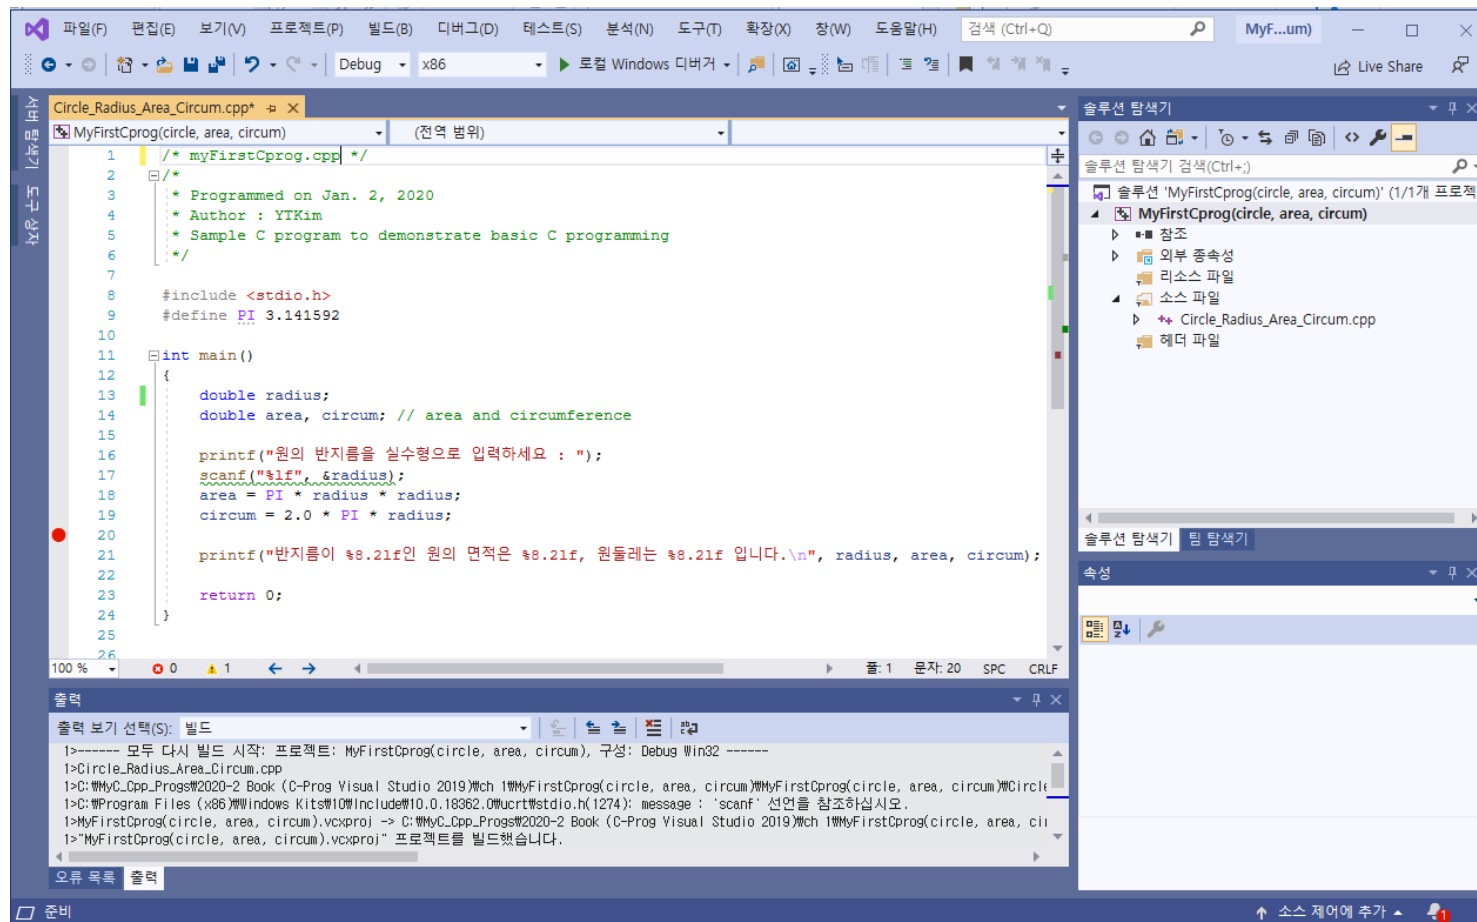 파일(F) 편집(E) 보기(V) 프로젝트(P) 빌드(B) 디버그(D) 테스트(S) 분석(N) 도구(T) 확장(X) 창(W) 도움말(H) 검색 (Ctrl+Q) MyF...um)
Debug x86 로컬 Windows 디버거 Live Share
서버 탐색기
도구 상자
Circle_Radius_Area_Circum.cpp*
MyFirstCprog(circle, area, circum) (전역 범위)
1 /* myFirstCprog.cpp */
2 /*
3 * Programmed on Jan. 2, 2020
4 * Author : YTKim
5 * Sample C program to demonstrate basic C programming
6 */
7
8 #include <stdio.h>
9 #define PI 3.141592
10
11 int main()
12 {
13 double radius;
14 double area, circum; // area and circumference
15
16 printf("원의 반지름을 실수형으로 입력하세요 : ");
17 scanf("%lf", &radius);
18 area = PI * radius * radius;
19 circum = 2.0 * PI * radius;
20
21 printf("반지름이 %8.2lf인 원의 면적은 %8.2lf, 원둘레는 %8.2lf 입니다.\n", radius, area, circum);
22
23 return 0;
24 }
25
26
100 % 0 1 줄: 1 문자: 20 SPC CRLF
출력
출력 보기 선택(S): 빌드
1>------ 모두 다시 빌드 시작: 프로젝트: MyFirstCprog(circle, area, circum), 구성: Debug Win32 ------
1>Circle_Radius_Area_Circum.cpp
1>C:₩MyC_Cpp_Progs₩2020-2 Book (C-Prog Visual Studio 2019)₩ch 1₩MyFirstCprog(circle, area, circum)₩MyFirstCprog(circle, area, circum)₩Circle
1>C:₩Program Files (x86)₩Windows Kits₩10₩Include₩10.0.18362.0₩ucrt₩stdio.h(1274): message : 'scanf' 선언을 참조하십시오.
1>MyFirstCprog(circle, area, circum).vcxproj -> C:₩MyC_Cpp_Progs₩2020-2 Book (C-Prog Visual Studio 2019)₩ch 1₩MyFirstCprog(circle, area, cir
1>"MyFirstCprog(circle, area, circum).vcxproj" 프로젝트를 빌드했습니다.
오류 목록 출력
준비
솔루션 탐색기
솔루션 탐색기 검색(Ctrl+;)
솔루션 'MyFirstCprog(circle, area, circum)' (1/1개 프로젝
MyFirstCprog(circle, area, circum)
참조
외부 종속성
리소스 파일
소스 파일
Circle_Radius_Area_Circum.cpp
헤더 파일
솔루션 탐색기 팀 탐색기
속성
소스 제어에 추가 1